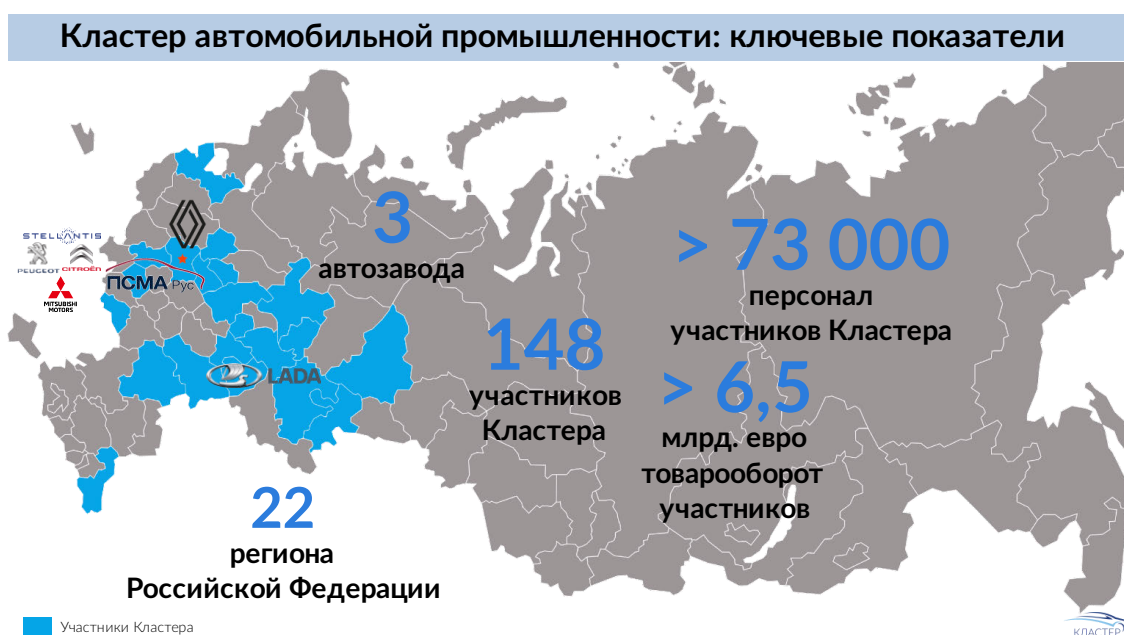 Кластер автомобильной промышленности: ключевые показатели
3
автозавода
> 73 000
персонал
участников Кластера
STELLANTIS
PEUGEOT CITROËN
ПСМА Рус
MITSUBISHI
MOTORS
148
участников
Кластера
LADA
> 6,5
млрд. евро
товарооборот
участников
22
региона
Российской Федерации
Участники Кластера
КЛАСТЕР